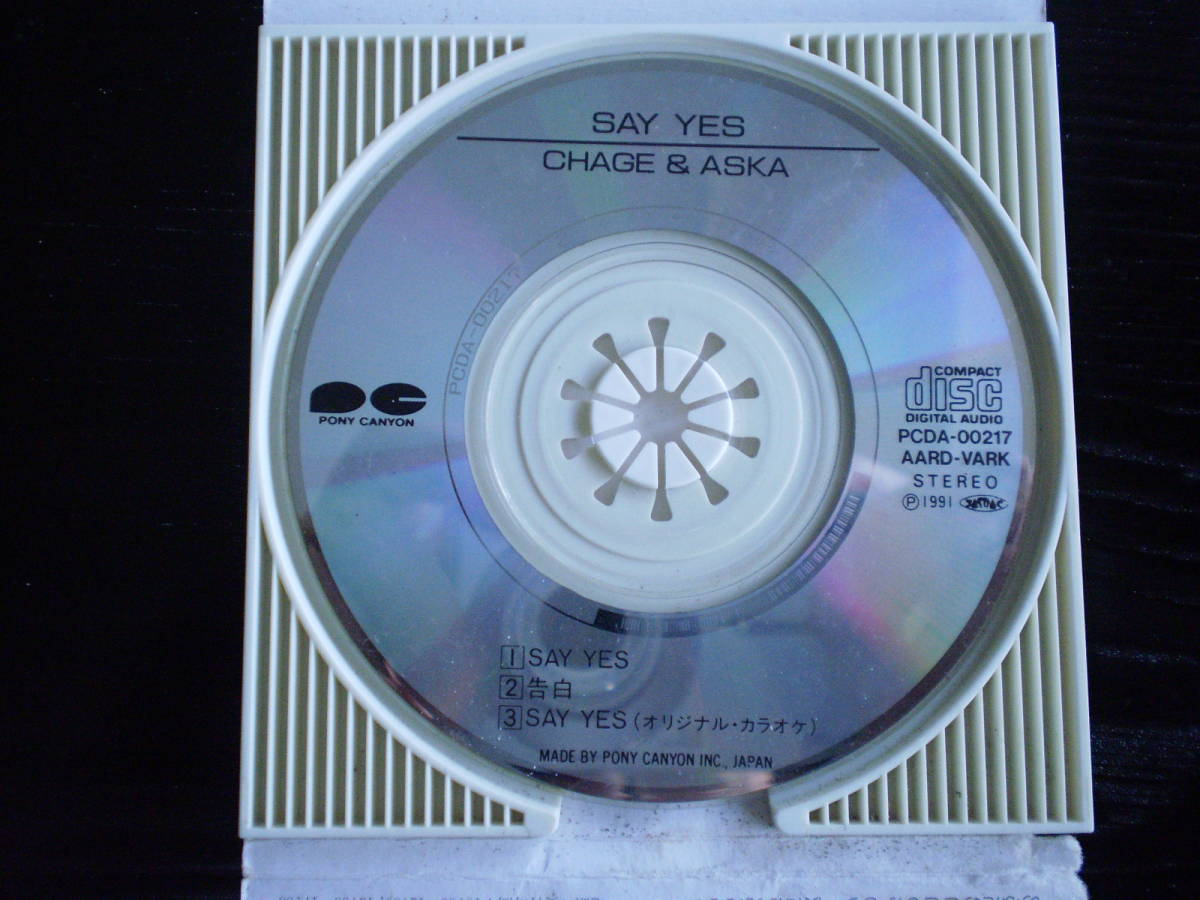 SAY YES
CHAGE & ASKA
PCDA-00217
PONY CANYON
COMPACT
disc
DIGITAL AUDIO
PCDA-00217
AARD-VARK
STEREO
Ⓟ1991
1 SAY YES
2 告白
3 SAY YES (オリジナル・カラオケ)
MADE BY PONY CANYON INC., JAPAN